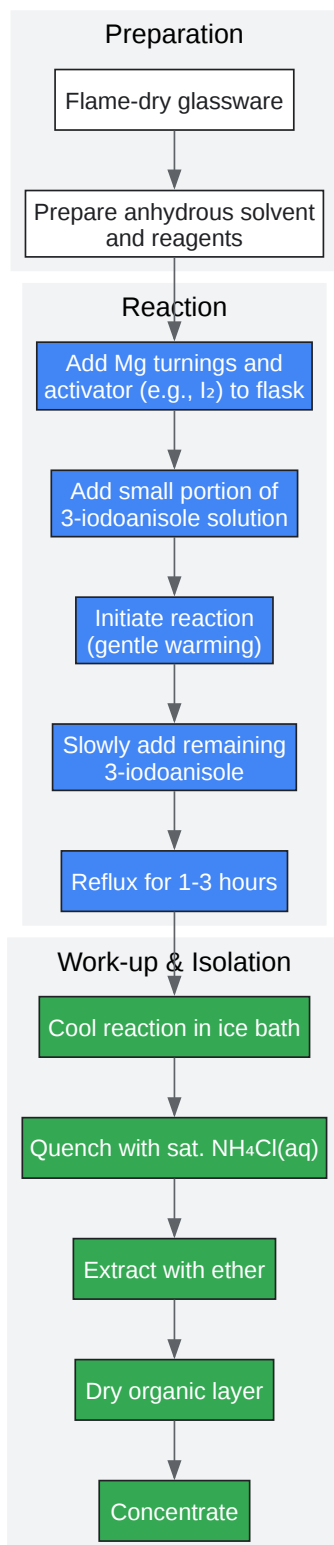 Preparation
Flame-dry glassware
Prepare anhydrous solvent
and reagents
Reaction
Add Mg turnings and
activator (e.g., I₂) to flask
Add small portion of
3-iodoanisole solution
Initiate reaction
(gentle warming)
Slowly add remaining
3-iodoanisole
Reflux for 1-3 hours
Work-up & Isolation
Cool reaction in ice bath
Quench with sat. NH₄Cl(aq)
Extract with ether
Dry organic layer
Concentrate